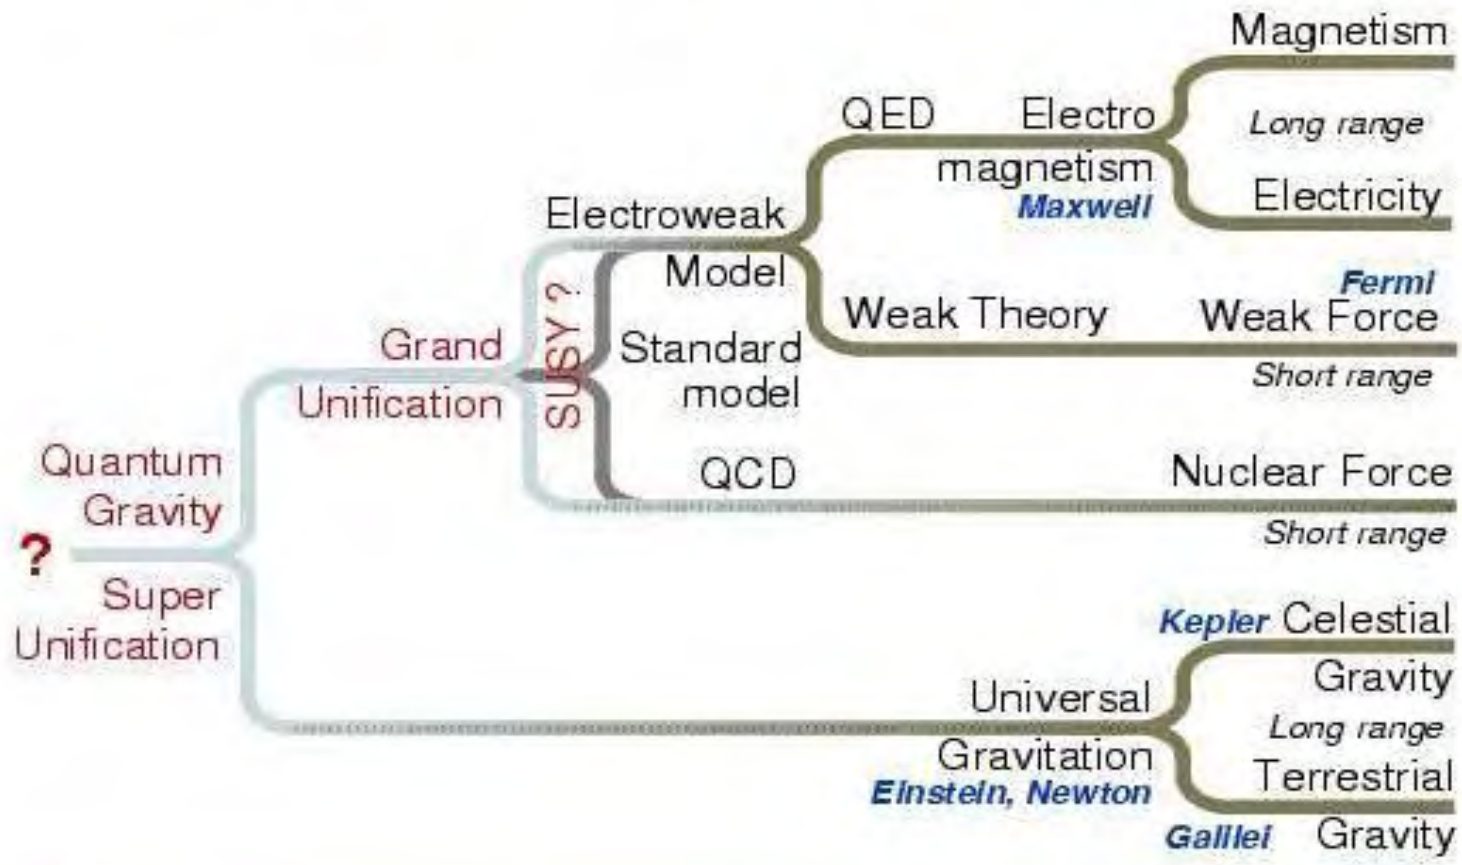 Magnetism
QED Electro
Long range
magnetism
Maxwell
Electricity
Electroweak
Model
Fermi
Weak Theory Weak Force
Short range
SUSY ?
Grand
Unification
Standard
model
QCD Nuclear Force
Short range
Quantum
Gravity
?
Super
Unification
Kepler Celestial
Gravity
Universal
Long range
Gravitation
Terrestrial
Einstein, Newton
Galilei Gravity